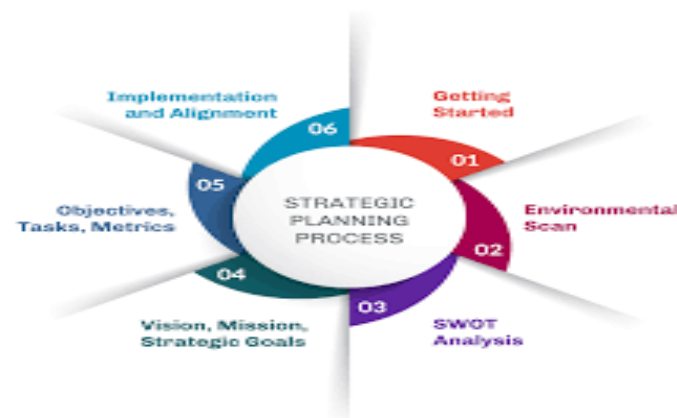 STRATEGIC
PLANNING
PROCESS
01
Getting
Started
02
Environmental
Scan
03
SWOT
Analysis
04
Vision, Mission,
Strategic Goals
05
Objectives,
Tasks, Metrics
06
Implementation
and Alignment